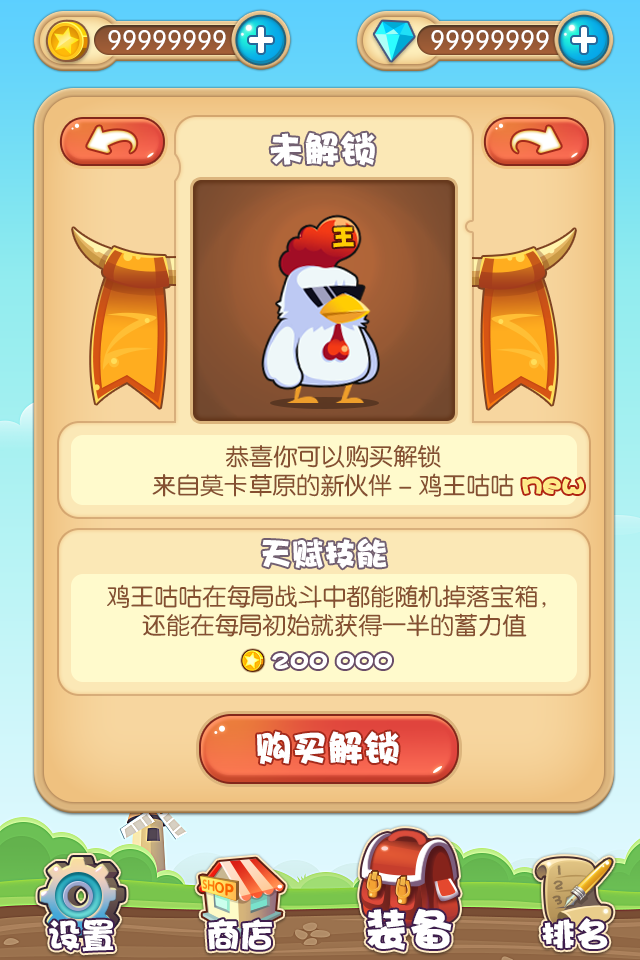 99999999
99999999
未解锁
王
恭喜你可以购买解锁
来自莫卡草原的新伙伴 - 鸡王咕咕 new
天赋技能
鸡王咕咕在每局战斗中都能随机掉落宝箱，
还能在每局初始就获得一半的蓄力值
200 000
购买解锁
SHOP
1
2
3
设置
商店
装备
排名